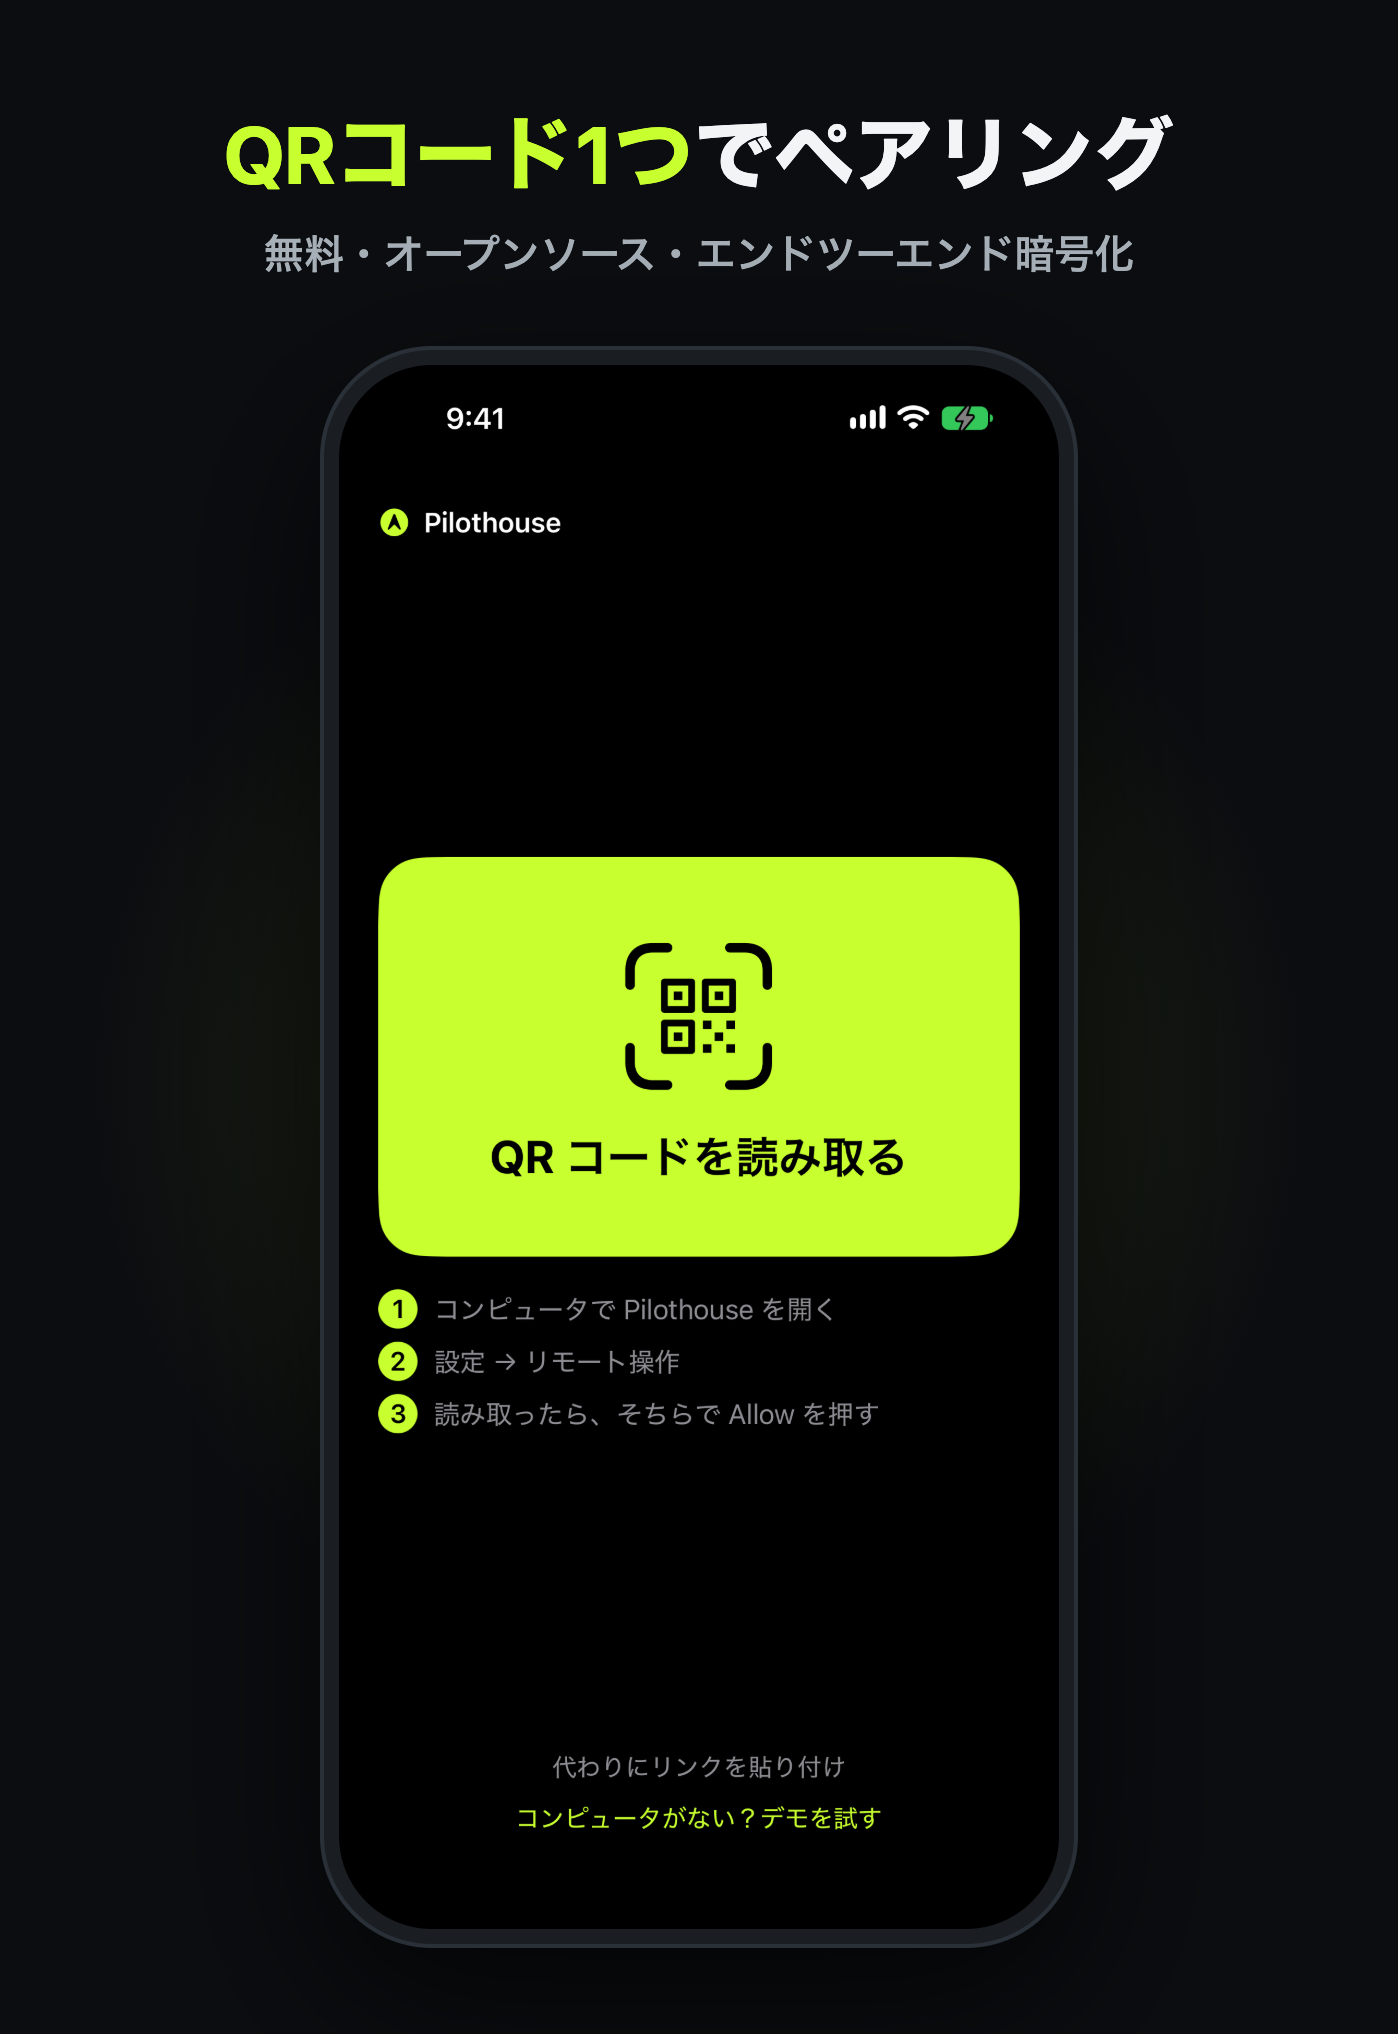 QRコード1つでペアリング
無料・オープンソース・エンドツーエンド暗号化
9:41
Pilothouse
QR コードを読み取る
1 コンピュータで Pilothouse を開く
2 設定 → リモート操作
3 読み取ったら、そちらで Allow を押す
代わりにリンクを貼り付け
コンピュータがない？デモを試す